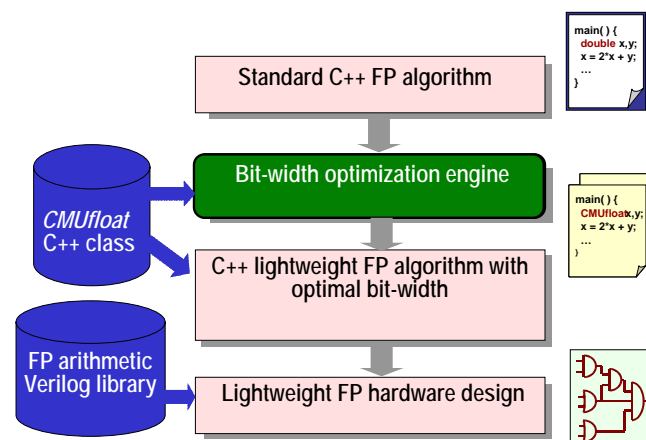 main( ) {
double x,y;
x = 2*x + y;
...
}
Standard C++ FP algorithm
Bit-width optimization engine
CMUfloat
C++ class
main( ) {
CMUfloatx,y;
x = 2*x + y;
...
}
C++ lightweight FP algorithm with
optimal bit-width
FP arithmetic
Verilog library
Lightweight FP hardware design